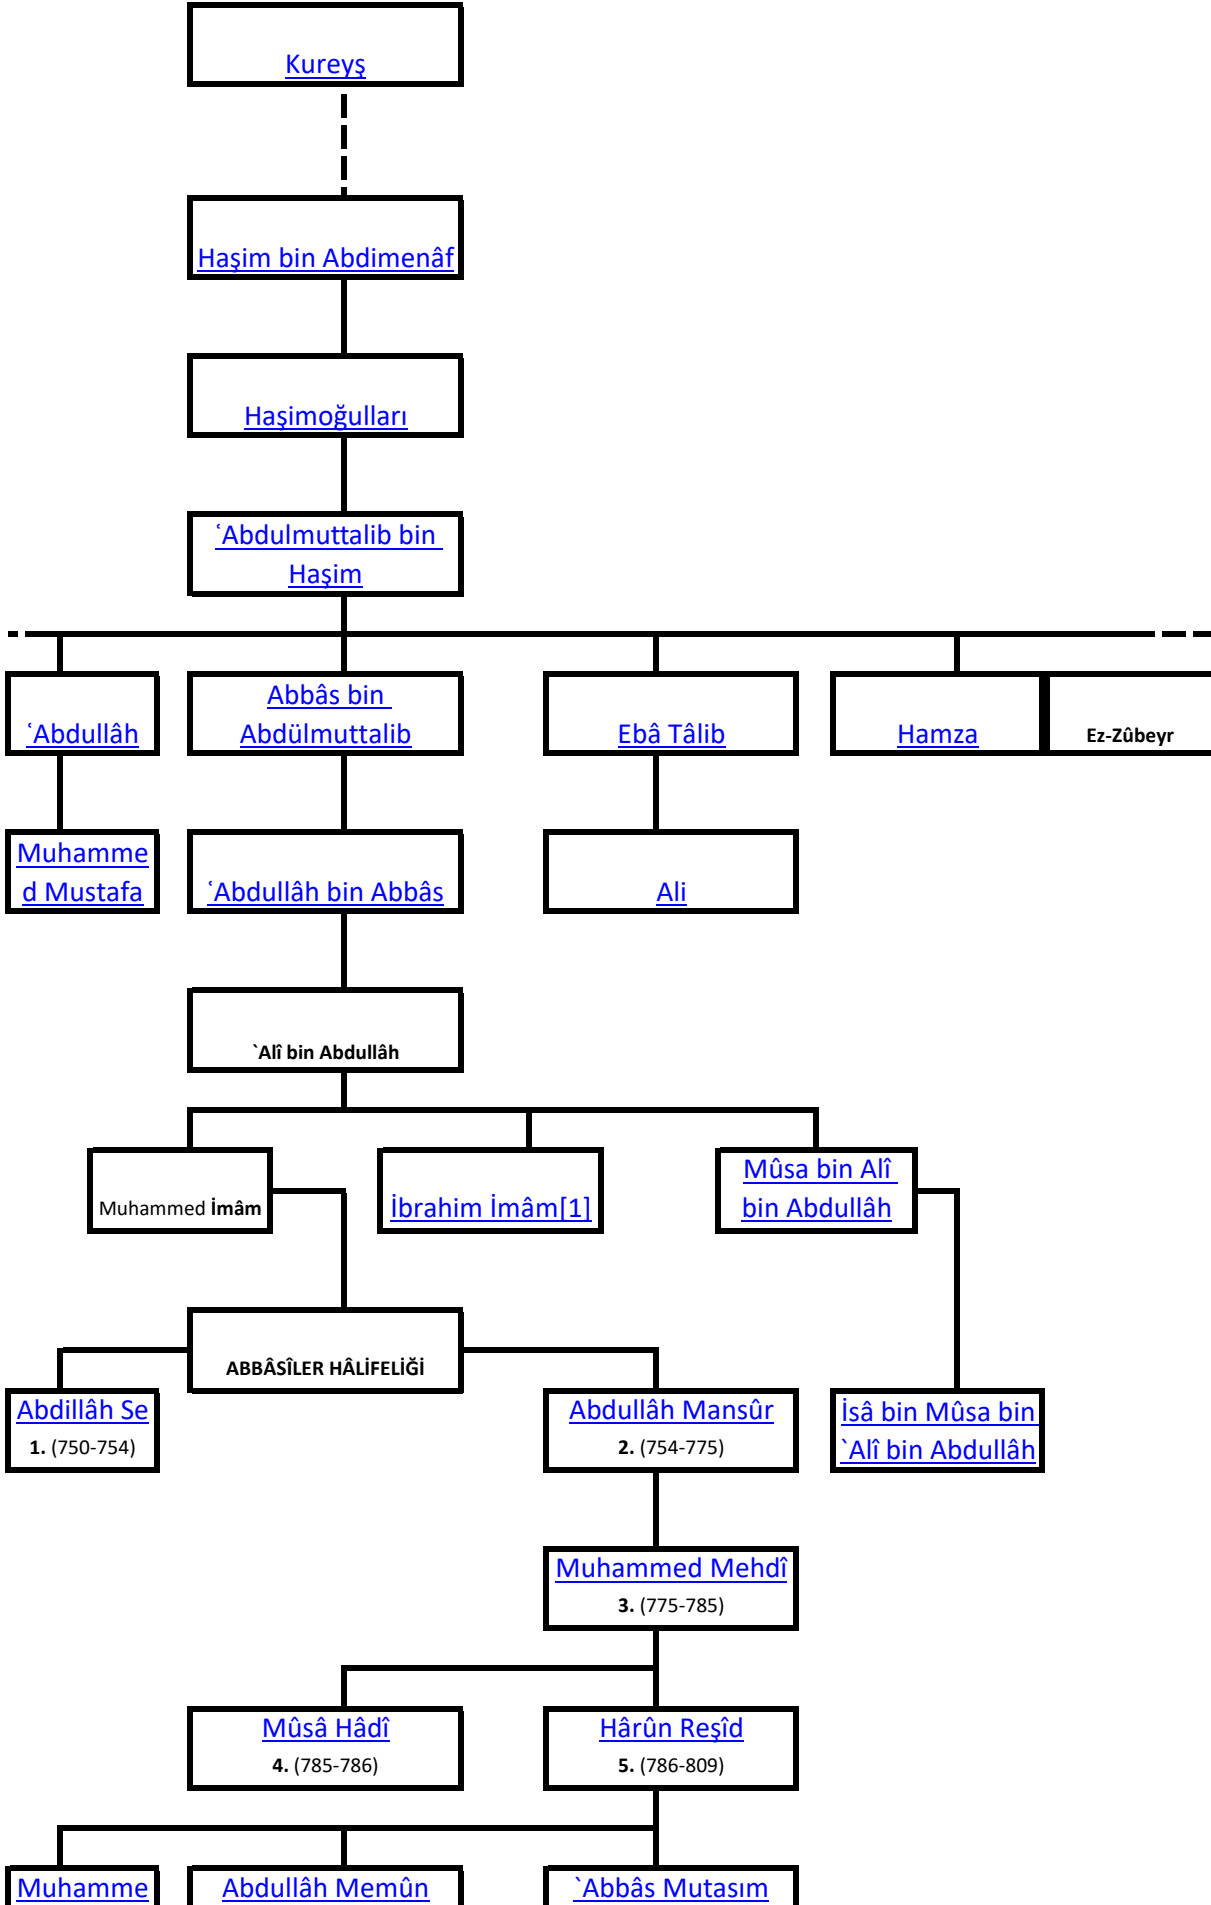 Kureyş
Haşim bin Abdimenâf
Haşimoğulları
ʿAbdulmuttalib bin
Haşim
ʿAbdullâh
Abbâs bin
Abdülmuttalib
Ebâ Tâlib
Hamza
Ez-Zûbeyr
Muhamme
d Mustafa
ʿAbdullâh bin Abbâs
Ali
`Alî bin Abdullâh
Muhammed İmâm
İbrahim İmâm[1]
Mûsa bin Alî
bin Abdullâh
ABBÂSÎLER HÂLİFELİĞİ
Abdillâh Se
1. (750-754)
Abdullâh Mansûr
2. (754-775)
İsâ bin Mûsa bin
`Alî bin Abdullâh
Muhammed Mehdî
3. (775-785)
Mûsâ Hâdî
4. (785-786)
Hârûn Reşîd
5. (786-809)
Muhamme
Abdullâh Memûn
`Abbâs Mutasım